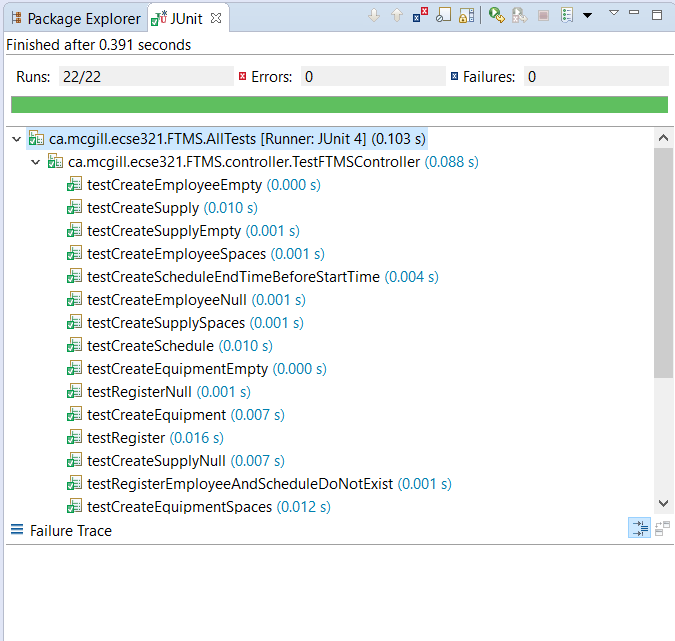 Package Explorer JUnit
Finished after 0.391 seconds
Runs: 22/22 Errors: 0 Failures: 0
ca.mcgill.ecse321.FTMS.AllTests [Runner: JUnit 4] (0.103 s)
ca.mcgill.ecse321.FTMS.controller.TestFTMSController (0.088 s)
testCreateEmployeeEmpty (0.000 s)
testCreateSupply (0.010 s)
testCreateSupplyEmpty (0.001 s)
testCreateEmployeeSpaces (0.001 s)
testCreateScheduleEndTimeBeforeStartTime (0.004 s)
testCreateEmployeeNull (0.001 s)
testCreateSupplySpaces (0.001 s)
testCreateSchedule (0.010 s)
testCreateEquipmentEmpty (0.000 s)
testRegisterNull (0.001 s)
testCreateEquipment (0.007 s)
testRegister (0.016 s)
testCreateSupplyNull (0.007 s)
testRegisterEmployeeAndScheduleDoNotExist (0.001 s)
testCreateEquipmentSpaces (0.012 s)
Failure Trace